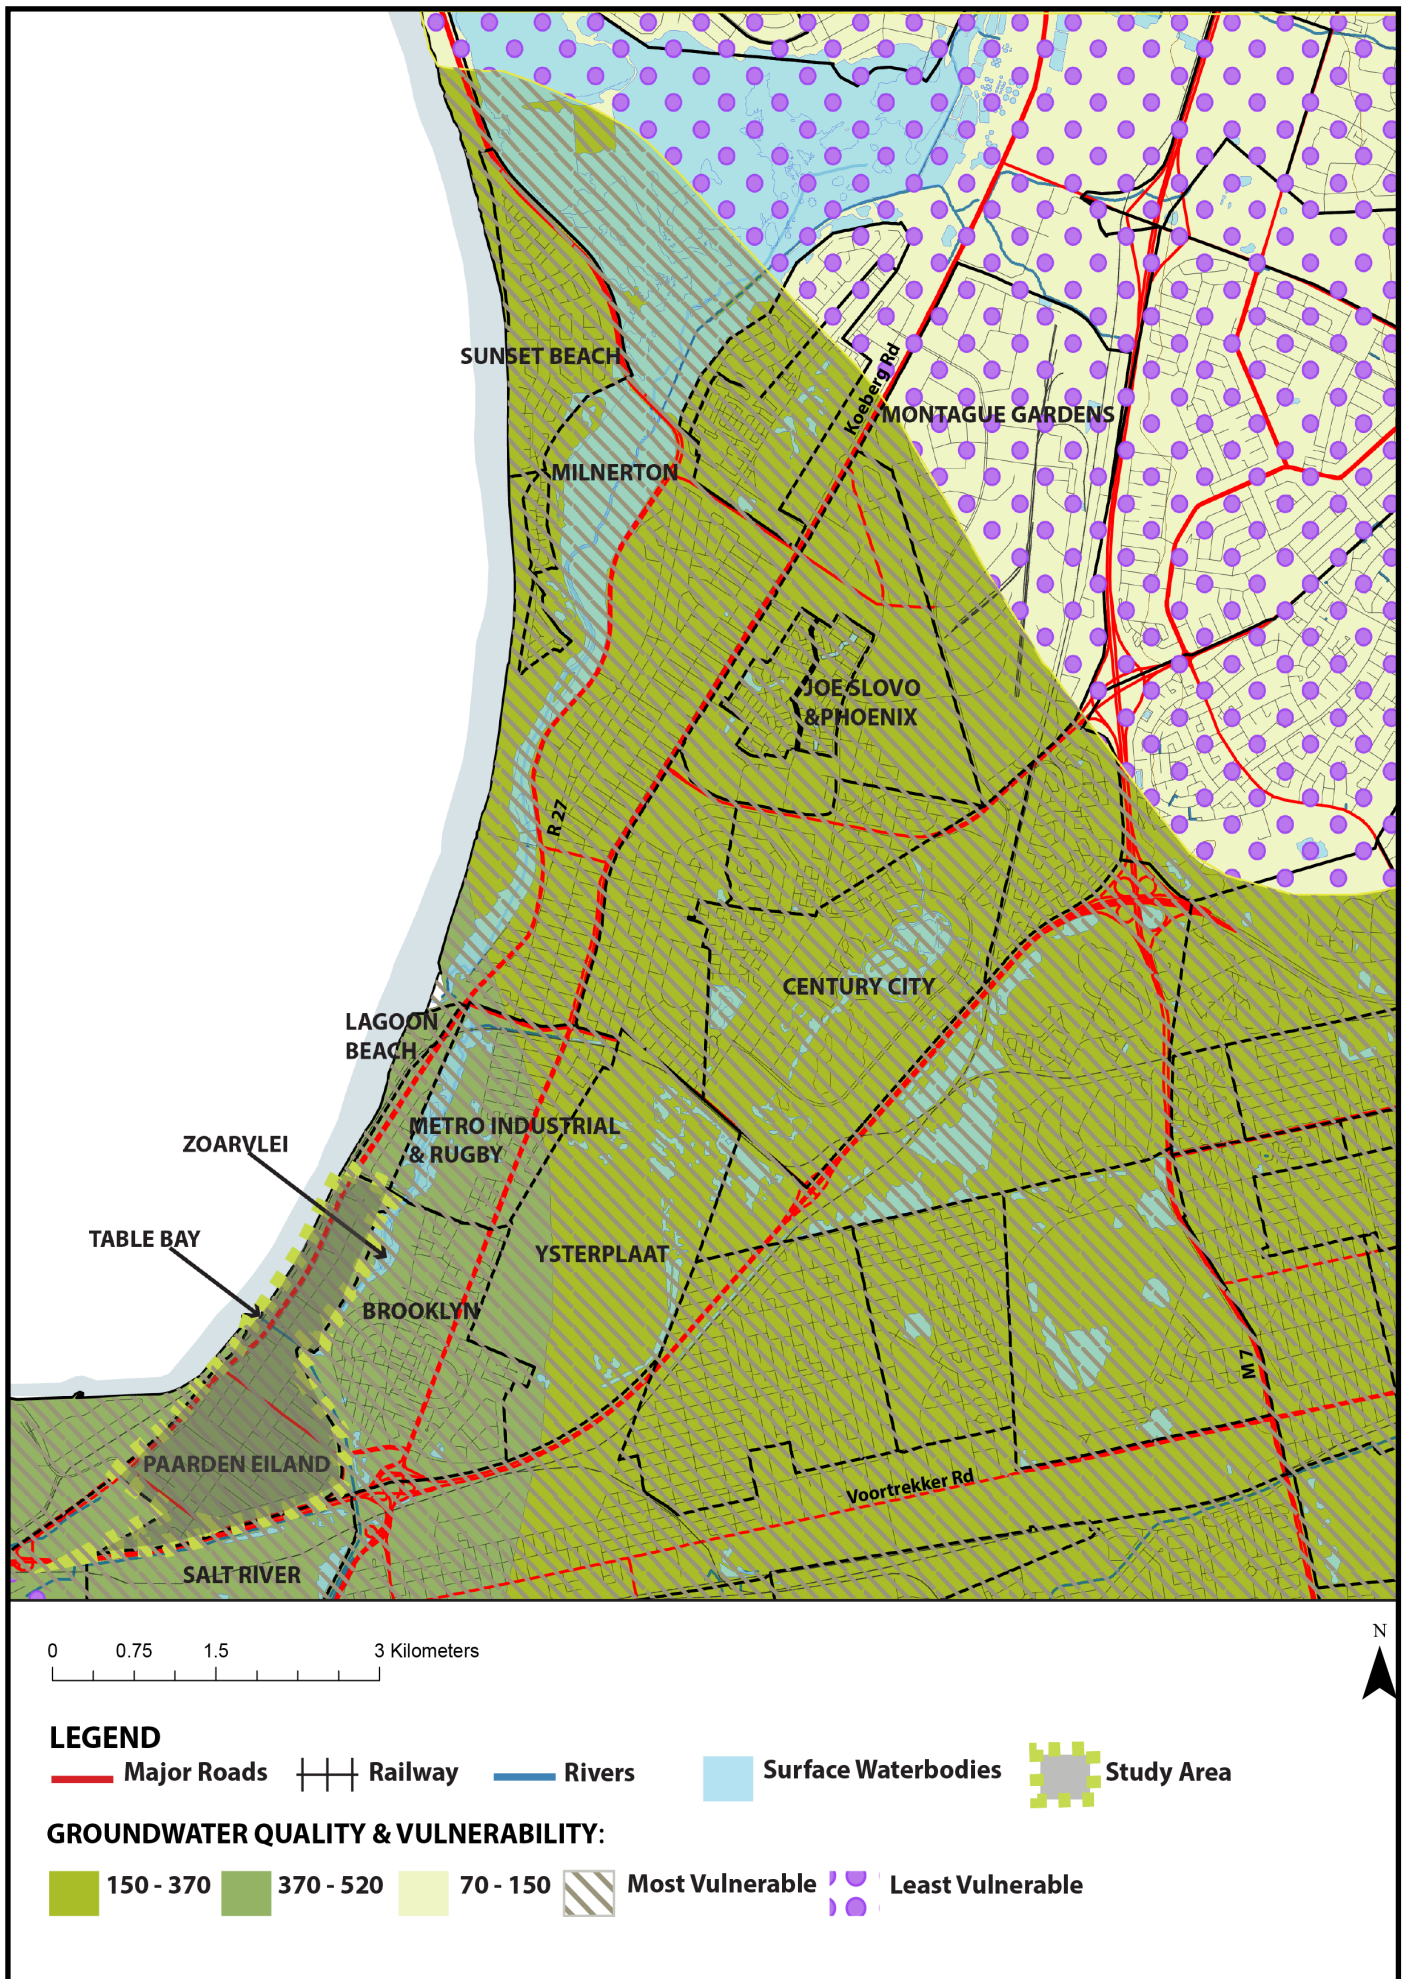 SUNSET BEACH
Koeberg Rd
MONTAGUE GARDENS
MILNERTON
JOE SLOVO
&PHOENIX
R 27
CENTURY CITY
LAGOON
BEACH
METRO INDUSTRIAL
& RUGBY
ZOARVLEI
TABLE BAY
YSTERPLAAT
BROOKLYN
M 7
PAARDEN EILAND
Voortrekker Rd
SALT RIVER
0 0.75 1.5 3 Kilometers
N
LEGEND
Major Roads Railway Rivers Surface Waterbodies Study Area
GROUNDWATER QUALITY & VULNERABILITY:
150 - 370 370 - 520 70 - 150 Most Vulnerable Least Vulnerable